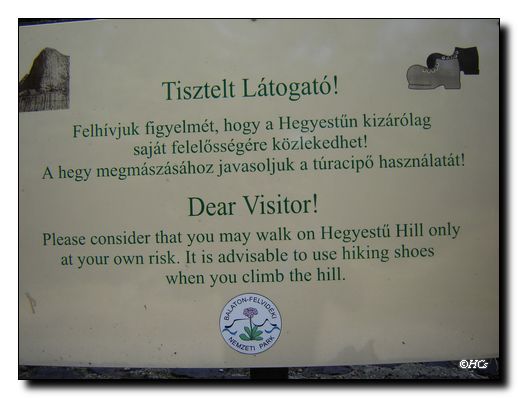 Tisztelt Látogató!
Felhívjuk figyelmét, hogy a Hegyestűn kizárólag
saját felelősségére közlekedhet!
A hegy megmászásához javasoljuk a túracipő használatát!
Dear Visitor!
Please consider that you may walk on Hegyestű Hill only
at your own risk. It is advisable to use hiking shoes
when you climb the hill.
BALATON-FELVIDÉKI
NEMZETI PARK
©HCs